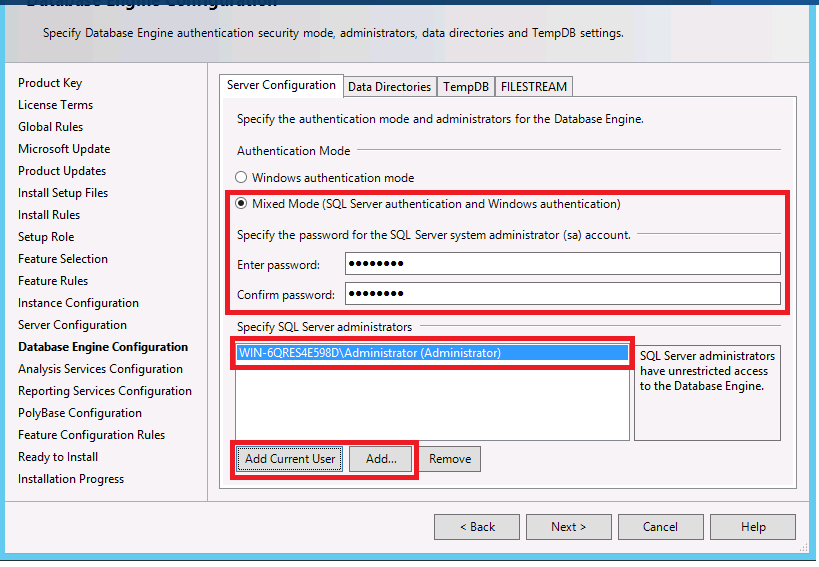 Database Engine Configuration
Specify Database Engine authentication security mode, administrators, data directories and TempDB settings.
Product Key
License Terms
Global Rules
Microsoft Update
Product Updates
Install Setup Files
Install Rules
Setup Role
Feature Selection
Feature Rules
Instance Configuration
Server Configuration
Database Engine Configuration
Analysis Services Configuration
Reporting Services Configuration
PolyBase Configuration
Feature Configuration Rules
Ready to Install
Installation Progress
Server Configuration Data Directories TempDB FILESTREAM
Specify the authentication mode and administrators for the Database Engine.
Authentication Mode
Windows authentication mode
Mixed Mode (SQL Server authentication and Windows authentication)
Specify the password for the SQL Server system administrator (sa) account.
Enter password: ●●●●●●●●
Confirm password: ●●●●●●●●
Specify SQL Server administrators
WIN-6QRES4E598D\Administrator (Administrator)
SQL Server administrators
have unrestricted access
to the Database Engine.
Add Current User Add... Remove
< Back Next > Cancel Help